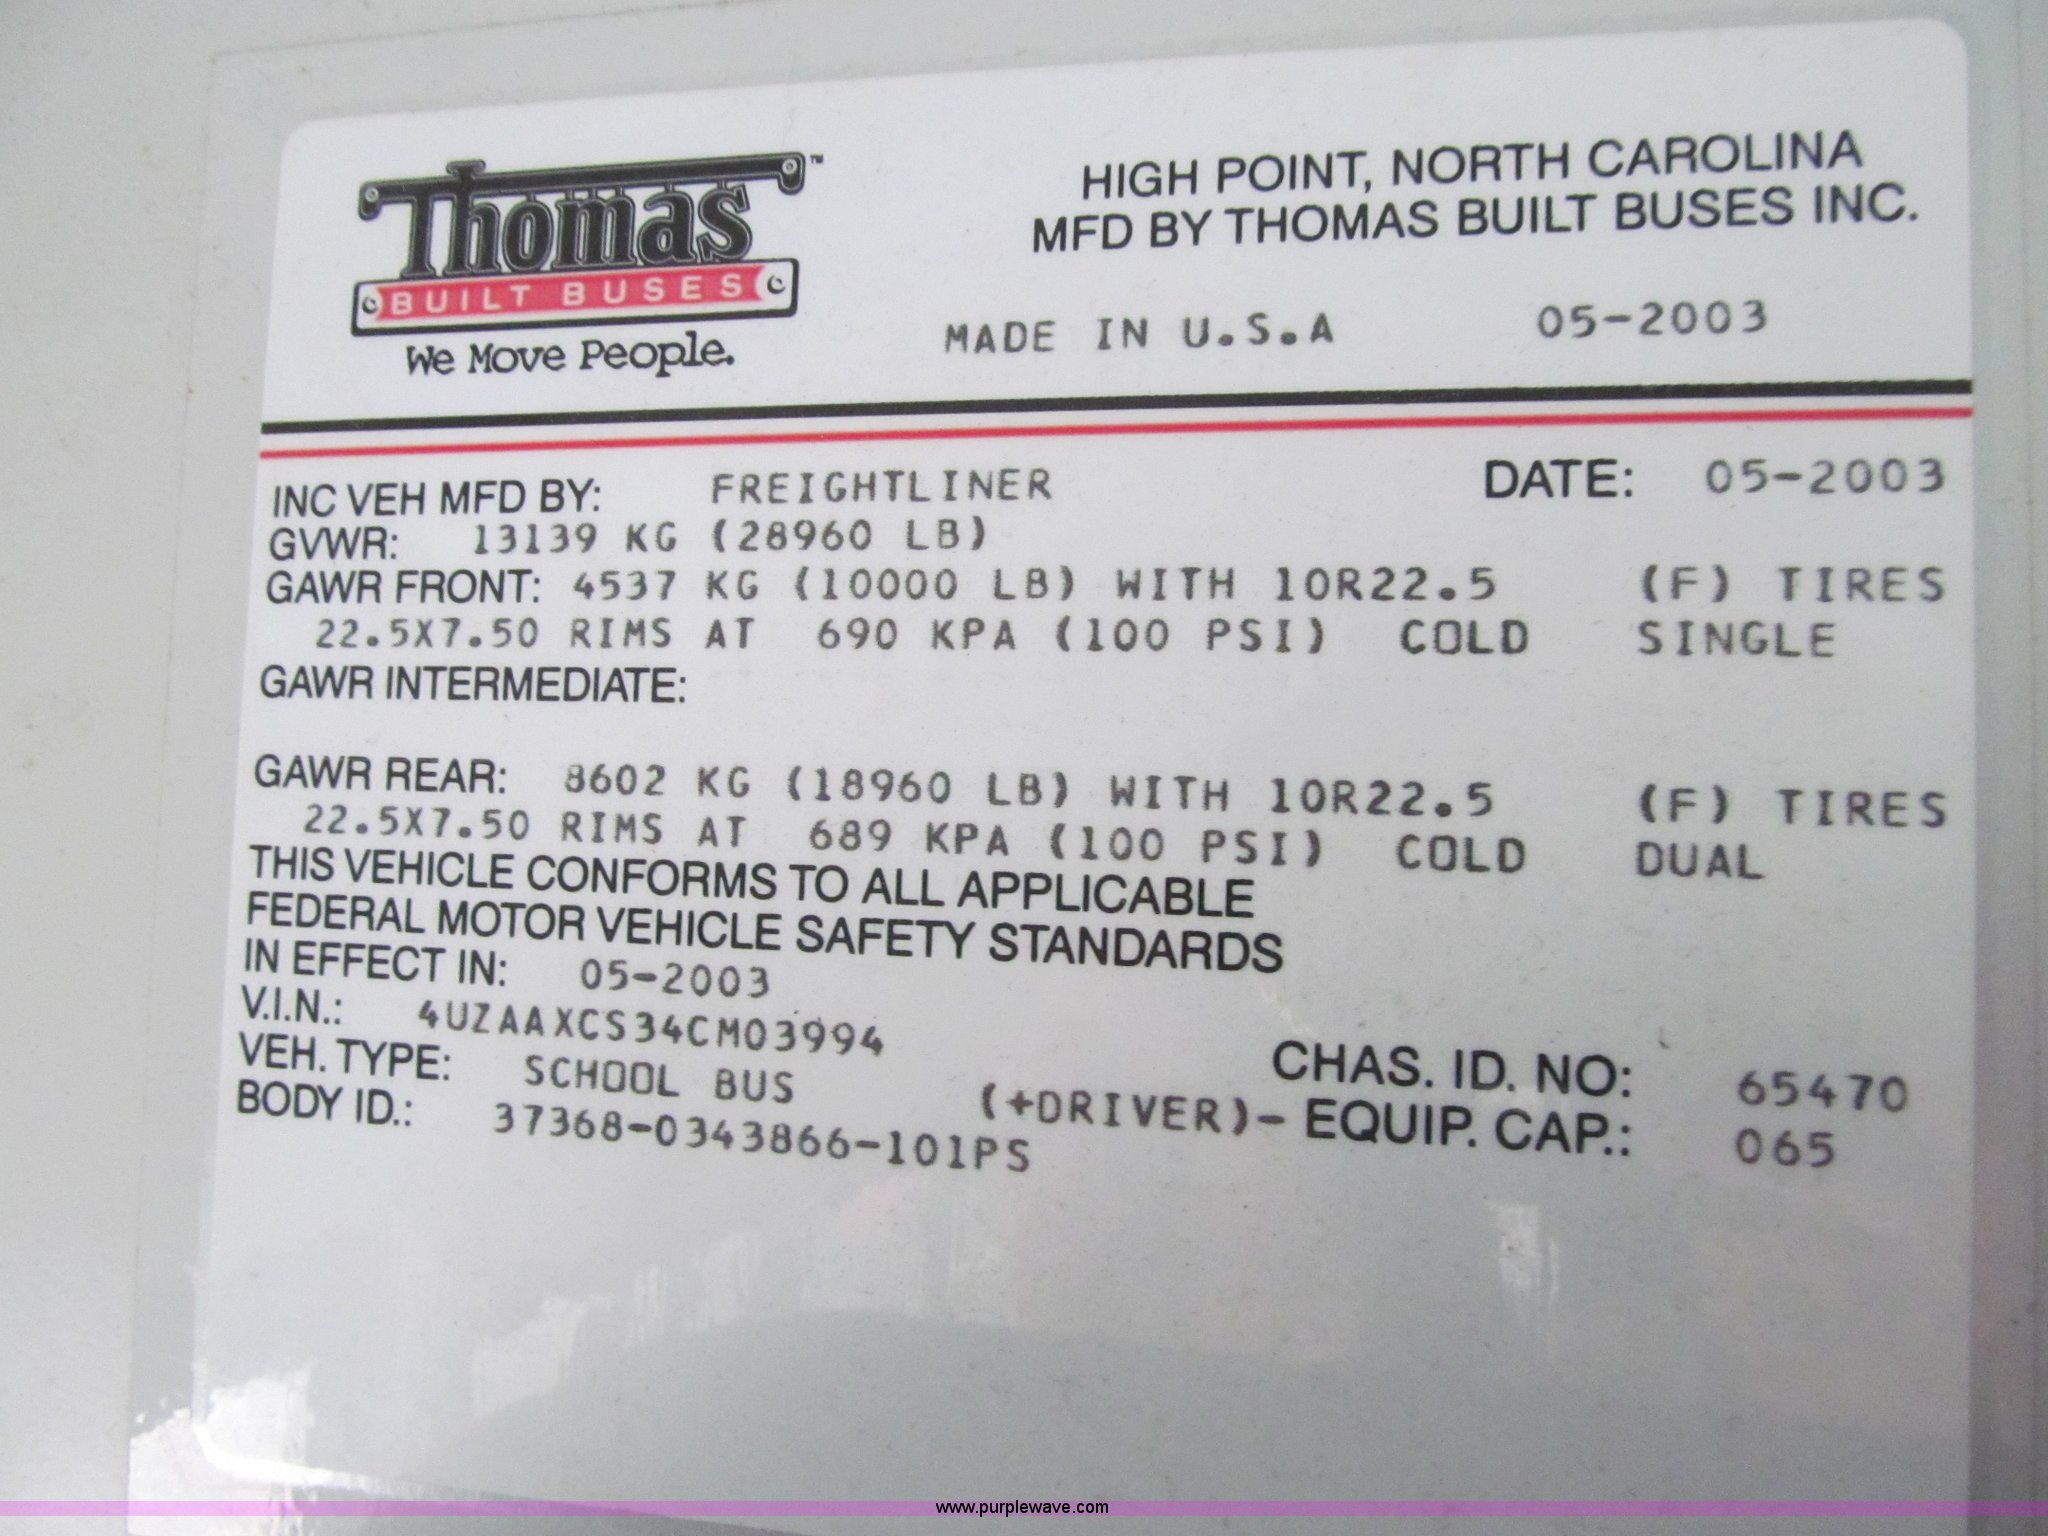 Thomas™
BUILT BUSES
We Move People.
HIGH POINT, NORTH CAROLINA
MFD BY THOMAS BUILT BUSES INC.
MADE IN U.S.A 05-2003
INC VEH MFD BY: FREIGHTLINER DATE: 05-2003
GVWR: 13139 KG (28960 LB)
GAWR FRONT: 4537 KG (10000 LB) WITH 10R22.5 (F) TIRES
22.5X7.50 RIMS AT 690 KPA (100 PSI) COLD SINGLE
GAWR INTERMEDIATE:
GAWR REAR: 8602 KG (18960 LB) WITH 10R22.5 (F) TIRES
22.5X7.50 RIMS AT 689 KPA (100 PSI) COLD DUAL
THIS VEHICLE CONFORMS TO ALL APPLICABLE
FEDERAL MOTOR VEHICLE SAFETY STANDARDS
IN EFFECT IN: 05-2003
V.I.N.: 4UZAAXCS34CM03994
VEH. TYPE: SCHOOL BUS CHAS. ID. NO: 65470
BODY ID.: 37368-0343866-101PS (+DRIVER)- EQUIP. CAP.: 065
www.purplewave.com